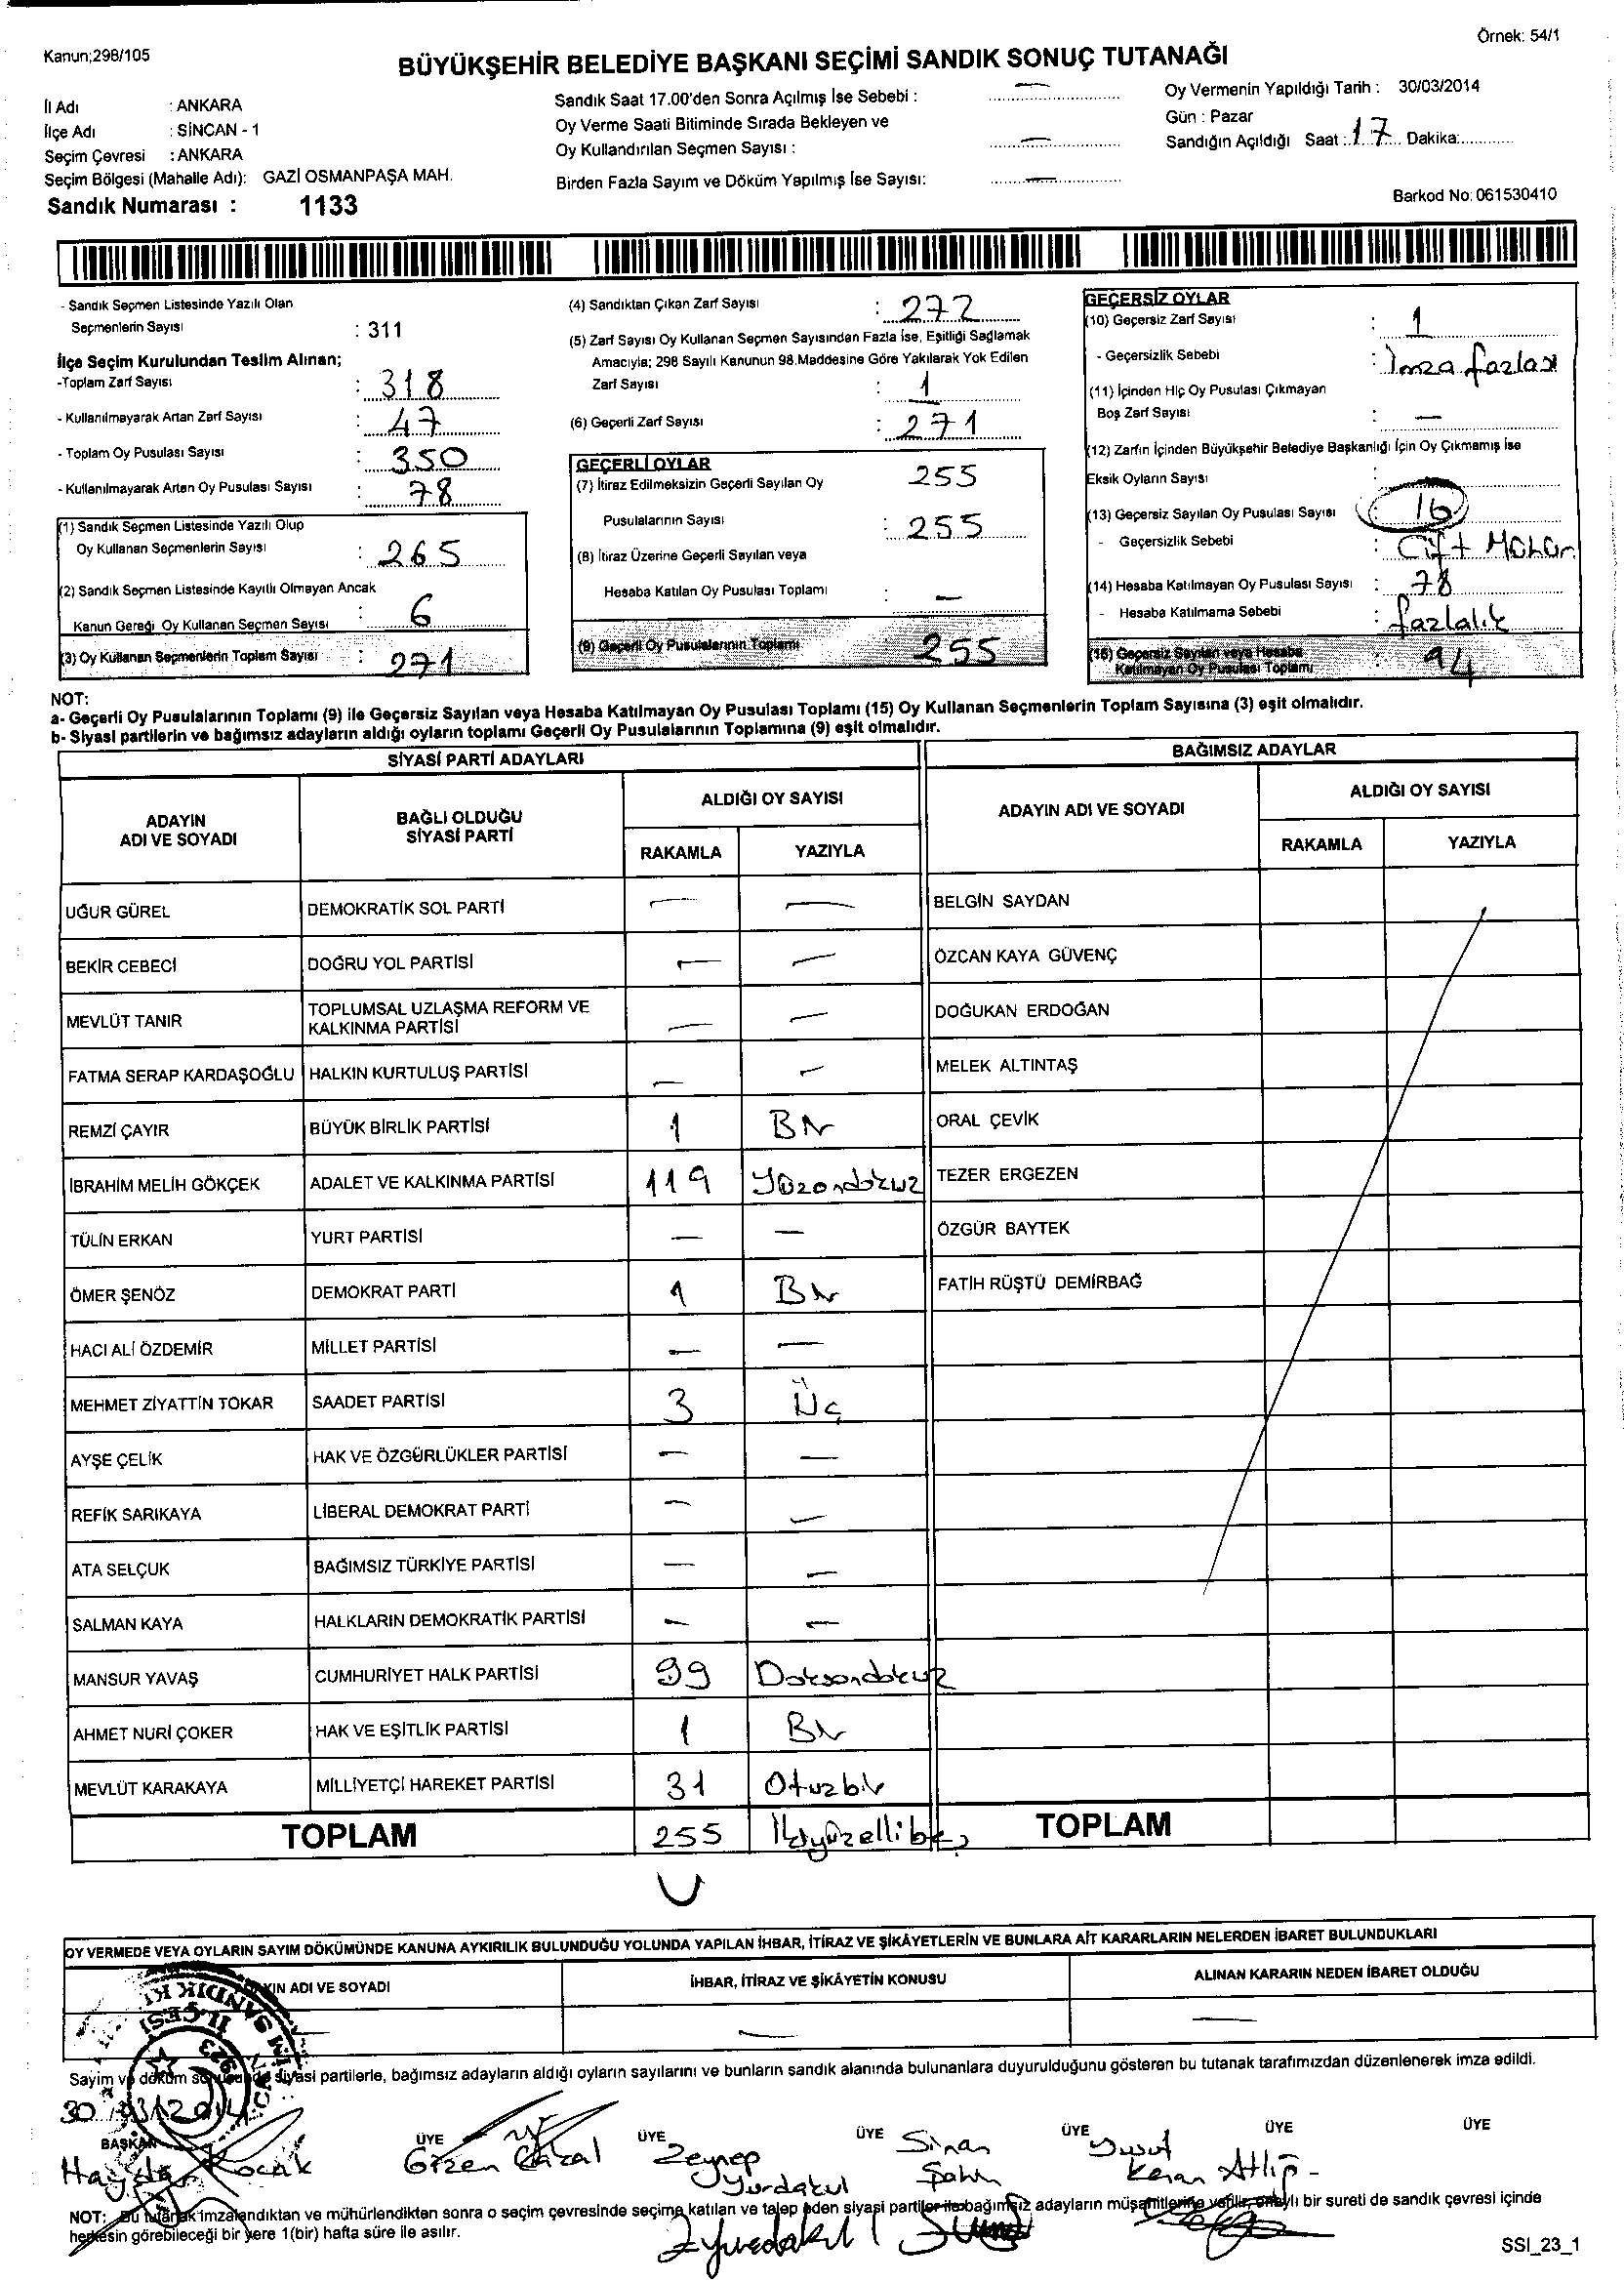 Örnek: 54/1
Kanun;298/105
BÜYÜKŞEHİR BELEDİYE BAŞKANI SEÇİMİ SANDIK SONUÇ TUTANAĞI
İl Adı : ANKARA
İlçe Adı : SİNCAN - 1
Seçim Çevresi : ANKARA
Seçim Bölgesi (Mahalle Adı): GAZİ OSMANPAŞA MAH.
Sandık Numarası : 1133
Sandık Saat 17.00'den Sonra Açılmış İse Sebebi : —
Oy Verme Saati Bitiminde Sırada Bekleyen ve
Oy Kullandırılan Seçmen Sayısı : —
Birden Fazla Sayım ve Döküm Yapılmış İse Sayısı: —
Oy Vermenin Yapıldığı Tarih : 30/03/2014
Gün : Pazar
Sandığın Açıldığı Saat : 17 Dakika:
Barkod No: 061530410
- Sandık Seçmen Listesinde Yazılı Olan
Seçmenlerin Sayısı : 311
İlçe Seçim Kurulundan Teslim Alınan;
-Toplam Zarf Sayısı : 318
- Kullanılmayarak Artan Zarf Sayısı : 47
- Toplam Oy Pusulası Sayısı : 350
- Kullanılmayarak Artan Oy Pusulası Sayısı : 78
(1) Sandık Seçmen Listesinde Yazılı Olup
Oy Kullanan Seçmenlerin Sayısı : 265
(2) Sandık Seçmen Listesinde Kayıtlı Olmayan Ancak
Kanun Gereği Oy Kullanan Seçmen Sayısı : 6
(3) Oy Kullanan Seçmenlerin Toplam Sayısı : 271
(4) Sandıktan Çıkan Zarf Sayısı : 272
(5) Zarf Sayısı Oy Kullanan Seçmen Sayısından Fazla İse, Eşitliği Sağlamak
Amacıyla; 298 Sayılı Kanunun 98.Maddesine Göre Yakılarak Yok Edilen
Zarf Sayısı : 1
(6) Geçerli Zarf Sayısı : 271
GEÇERLİ OYLAR
(7) İtiraz Edilmeksizin Geçerli Sayılan Oy 255
Pusulalarının Sayısı : 255
(8) İtiraz Üzerine Geçerli Sayılan veya
Hesaba Katılan Oy Pusulası Toplamı : —
(9) Geçerli Oy Pusulalarının Toplamı 255
GEÇERSİZ OYLAR
(10) Geçersiz Zarf Sayısı : 1
- Geçersizlik Sebebi : İmza fazlası
(11) İçinden Hiç Oy Pusulası Çıkmayan
Boş Zarf Sayısı : —
(12) Zarfın İçinden Büyükşehir Belediye Başkanlığı İçin Oy Çıkmamış İse
Eksik Oyların Sayısı :
(13) Geçersiz Sayılan Oy Pusulası Sayısı : 16
- Geçersizlik Sebebi : Çift Mühür
(14) Hesaba Katılmayan Oy Pusulası Sayısı : 78
- Hesaba Katılmama Sebebi : fazlalık
(15) Geçersiz Sayılan veya Hesaba
Katılmayan Oy Pusulası Toplamı : 94
NOT:
a- Geçerli Oy Pusulalarının Toplamı (9) ile Geçersiz Sayılan veya Hesaba Katılmayan Oy Pusulası Toplamı (15) Oy Kullanan Seçmenlerin Toplam Sayısına (3) eşit olmalıdır.
b- Siyasi partilerin ve bağımsız adayların aldığı oyların toplamı Geçerli Oy Pusulalarının Toplamına (9) eşit olmalıdır.
SİYASİ PARTİ ADAYLARI
BAĞIMSIZ ADAYLAR
ADAYIN ADI VE SOYADI
BAĞLI OLDUĞU SİYASİ PARTİ
ALDIĞI OY SAYISI
RAKAMLA YAZIYLA
ADAYIN ADI VE SOYADI
ALDIĞI OY SAYISI
RAKAMLA YAZIYLA
UĞUR GÜREL DEMOKRATİK SOL PARTİ — — BELGİN SAYDAN
BEKİR CEBECİ DOĞRU YOL PARTİSİ — — ÖZCAN KAYA GÜVENÇ
MEVLÜT TANIR TOPLUMSAL UZLAŞMA REFORM VE KALKINMA PARTİSİ — — DOĞUKAN ERDOĞAN
FATMA SERAP KARDAŞOĞLU HALKIN KURTULUŞ PARTİSİ — — MELEK ALTINTAŞ
REMZİ ÇAYIR BÜYÜK BİRLİK PARTİSİ 1 Bir ORAL ÇEVİK
İBRAHİM MELİH GÖKÇEK ADALET VE KALKINMA PARTİSİ 119 Yüzondokuz TEZER ERGEZEN
TÜLİN ERKAN YURT PARTİSİ — — ÖZGÜR BAYTEK
ÖMER ŞENÖZ DEMOKRAT PARTİ 1 Bir FATİH RÜŞTÜ DEMİRBAĞ
HACI ALİ ÖZDEMİR MİLLET PARTİSİ — —
MEHMET ZİYATTİN TOKAR SAADET PARTİSİ 3 Üç
AYŞE ÇELİK HAK VE ÖZGÜRLÜKLER PARTİSİ — —
REFİK SARIKAYA LİBERAL DEMOKRAT PARTİ — —
ATA SELÇUK BAĞIMSIZ TÜRKİYE PARTİSİ — —
SALMAN KAYA HALKLARIN DEMOKRATİK PARTİSİ — —
MANSUR YAVAŞ CUMHURİYET HALK PARTİSİ 99 Doksandokuz
AHMET NURİ ÇOKER HAK VE EŞİTLİK PARTİSİ 1 Bir
MEVLÜT KARAKAYA MİLLİYETÇİ HAREKET PARTİSİ 31 Otuzbir
TOPLAM 255 İkiyüzellibeş TOPLAM
OY VERMEDE VEYA OYLARIN SAYIM DÖKÜMÜNDE KANUNA AYKIRILIK BULUNDUĞU YOLUNDA YAPILAN İHBAR, İTİRAZ VE ŞİKÂYETLERİN VE BUNLARA AİT KARARLARIN NELERDEN İBARET BULUNDUKLARI
ADI VE SOYADI İHBAR, İTİRAZ VE ŞİKÂYETİN KONUSU ALINAN KARARIN NEDEN İBARET OLDUĞU
— — —
Sayım ve döküm sonucunda siyasi partilerle, bağımsız adayların aldığı oyların sayılarını ve bunların sandık alanında bulunanlara duyurulduğunu gösteren bu tutanak tarafımızdan düzenlenerek imza edildi.
30/03/2014
BAŞKAN ÜYE ÜYE ÜYE ÜYE ÜYE ÜYE
Haydar Kocak Gizen Zeynep Yurdakul Sinan Şahin Yusuf Kenan
NOT: Bu tutanak imzalandıktan ve mühürlendikten sonra o seçim çevresinde seçime katılan ve talep eden siyasi partiler ile bağımsız adayların müşahitlerine verilir, onaylı bir sureti de sandık çevresi içinde
herkesin görebileceği bir yere 1(bir) hafta süre ile asılır.
SSI_23_1